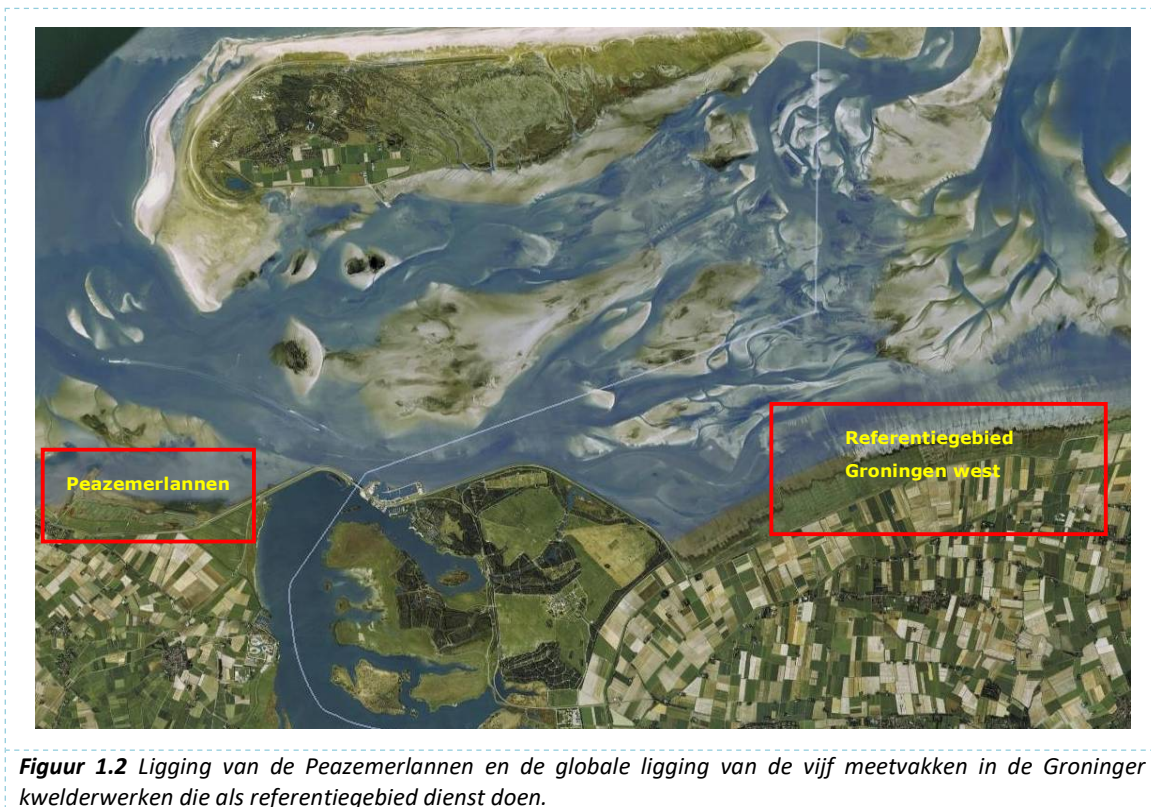 Peazemerlannen
Referentiegebied
Groningen west
Figuur 1.2 Ligging van de Peazemerlannen en de globale ligging van de vijf meetvakken in de Groninger
kwelderwerken die als referentiegebied dienst doen.